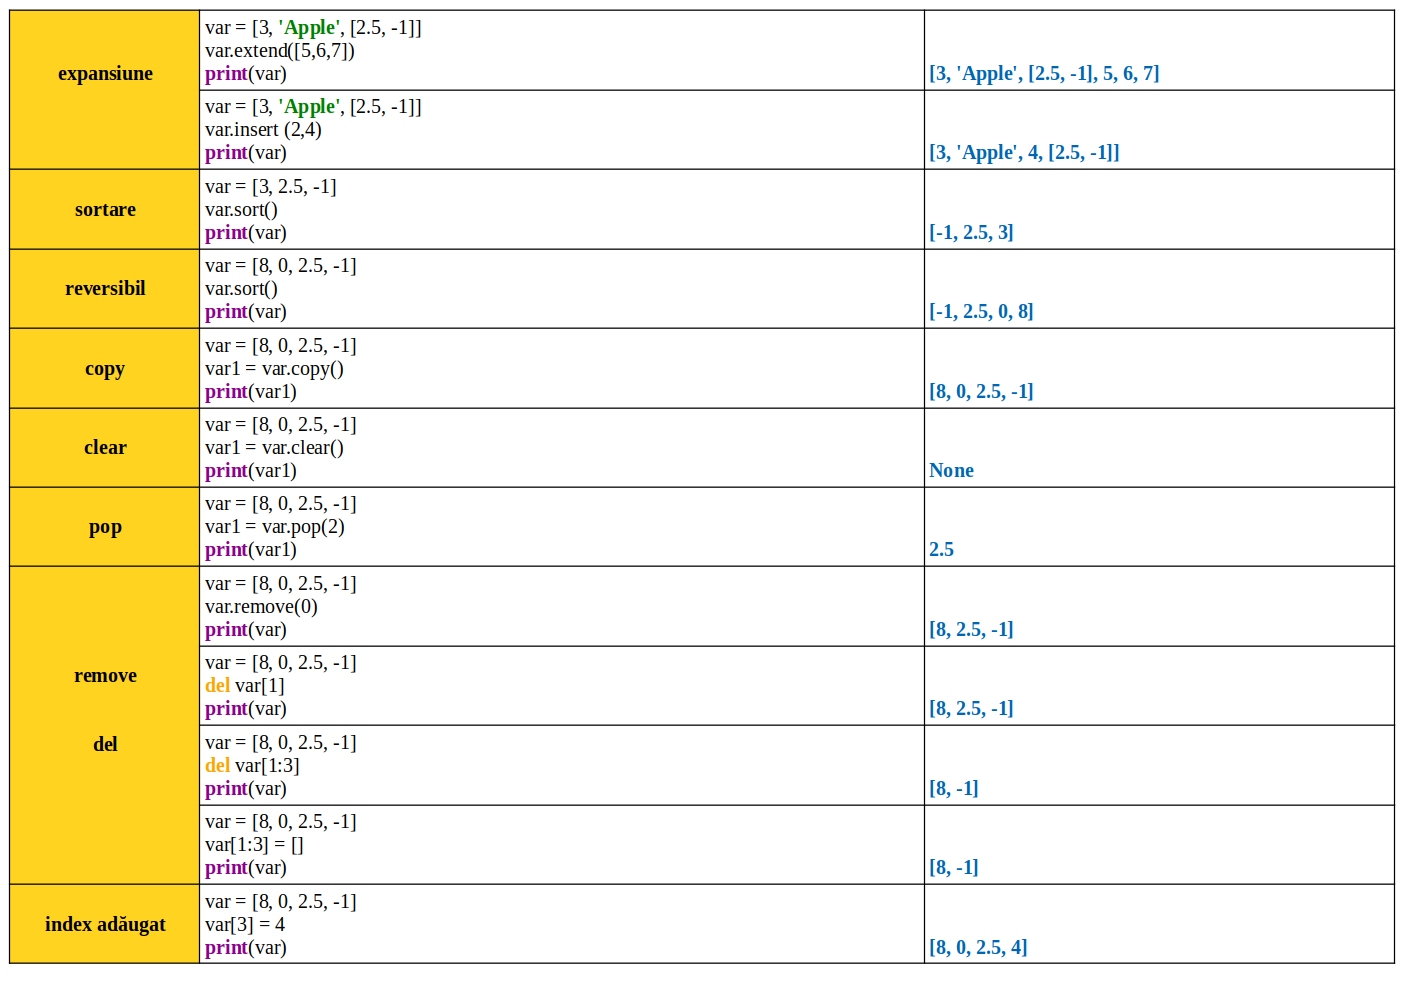 expansiune
var = [3, 'Apple', [2.5, -1]]
var.extend([5,6,7])
print(var)
[3, 'Apple', [2.5, -1], 5, 6, 7]
var = [3, 'Apple', [2.5, -1]]
var.insert (2,4)
print(var)
[3, 'Apple', 4, [2.5, -1]]
sortare
var = [3, 2.5, -1]
var.sort()
print(var)
[-1, 2.5, 3]
reversibil
var = [8, 0, 2.5, -1]
var.sort()
print(var)
[-1, 2.5, 0, 8]
copy
var = [8, 0, 2.5, -1]
var1 = var.copy()
print(var1)
[8, 0, 2.5, -1]
clear
var = [8, 0, 2.5, -1]
var1 = var.clear()
print(var1)
None
pop
var = [8, 0, 2.5, -1]
var1 = var.pop(2)
print(var1)
2.5
remove
del
var = [8, 0, 2.5, -1]
var.remove(0)
print(var)
[8, 2.5, -1]
var = [8, 0, 2.5, -1]
del var[1]
print(var)
[8, 2.5, -1]
var = [8, 0, 2.5, -1]
del var[1:3]
print(var)
[8, -1]
var = [8, 0, 2.5, -1]
var[1:3] = []
print(var)
[8, -1]
index adăugat
var = [8, 0, 2.5, -1]
var[3] = 4
print(var)
[8, 0, 2.5, 4]